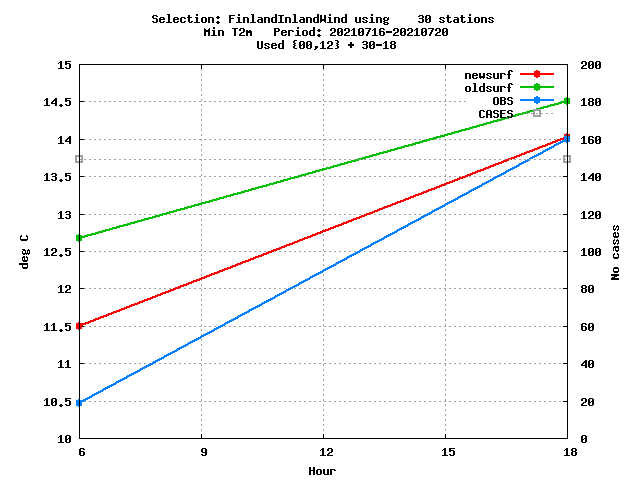 Selection: FinlandInlandWind using    30 stations
Min T2m   Period: 20210716-20210720
Used {00,12} + 30-18
15 200
14.5 newsurf 180
oldsurf
OBS
CASES
14 160
13.5 140
13 120
12.5 100
deg C No cases
12 80
11.5 60
11 40
10.5 20
10 0
6 9 12 15 18
Hour